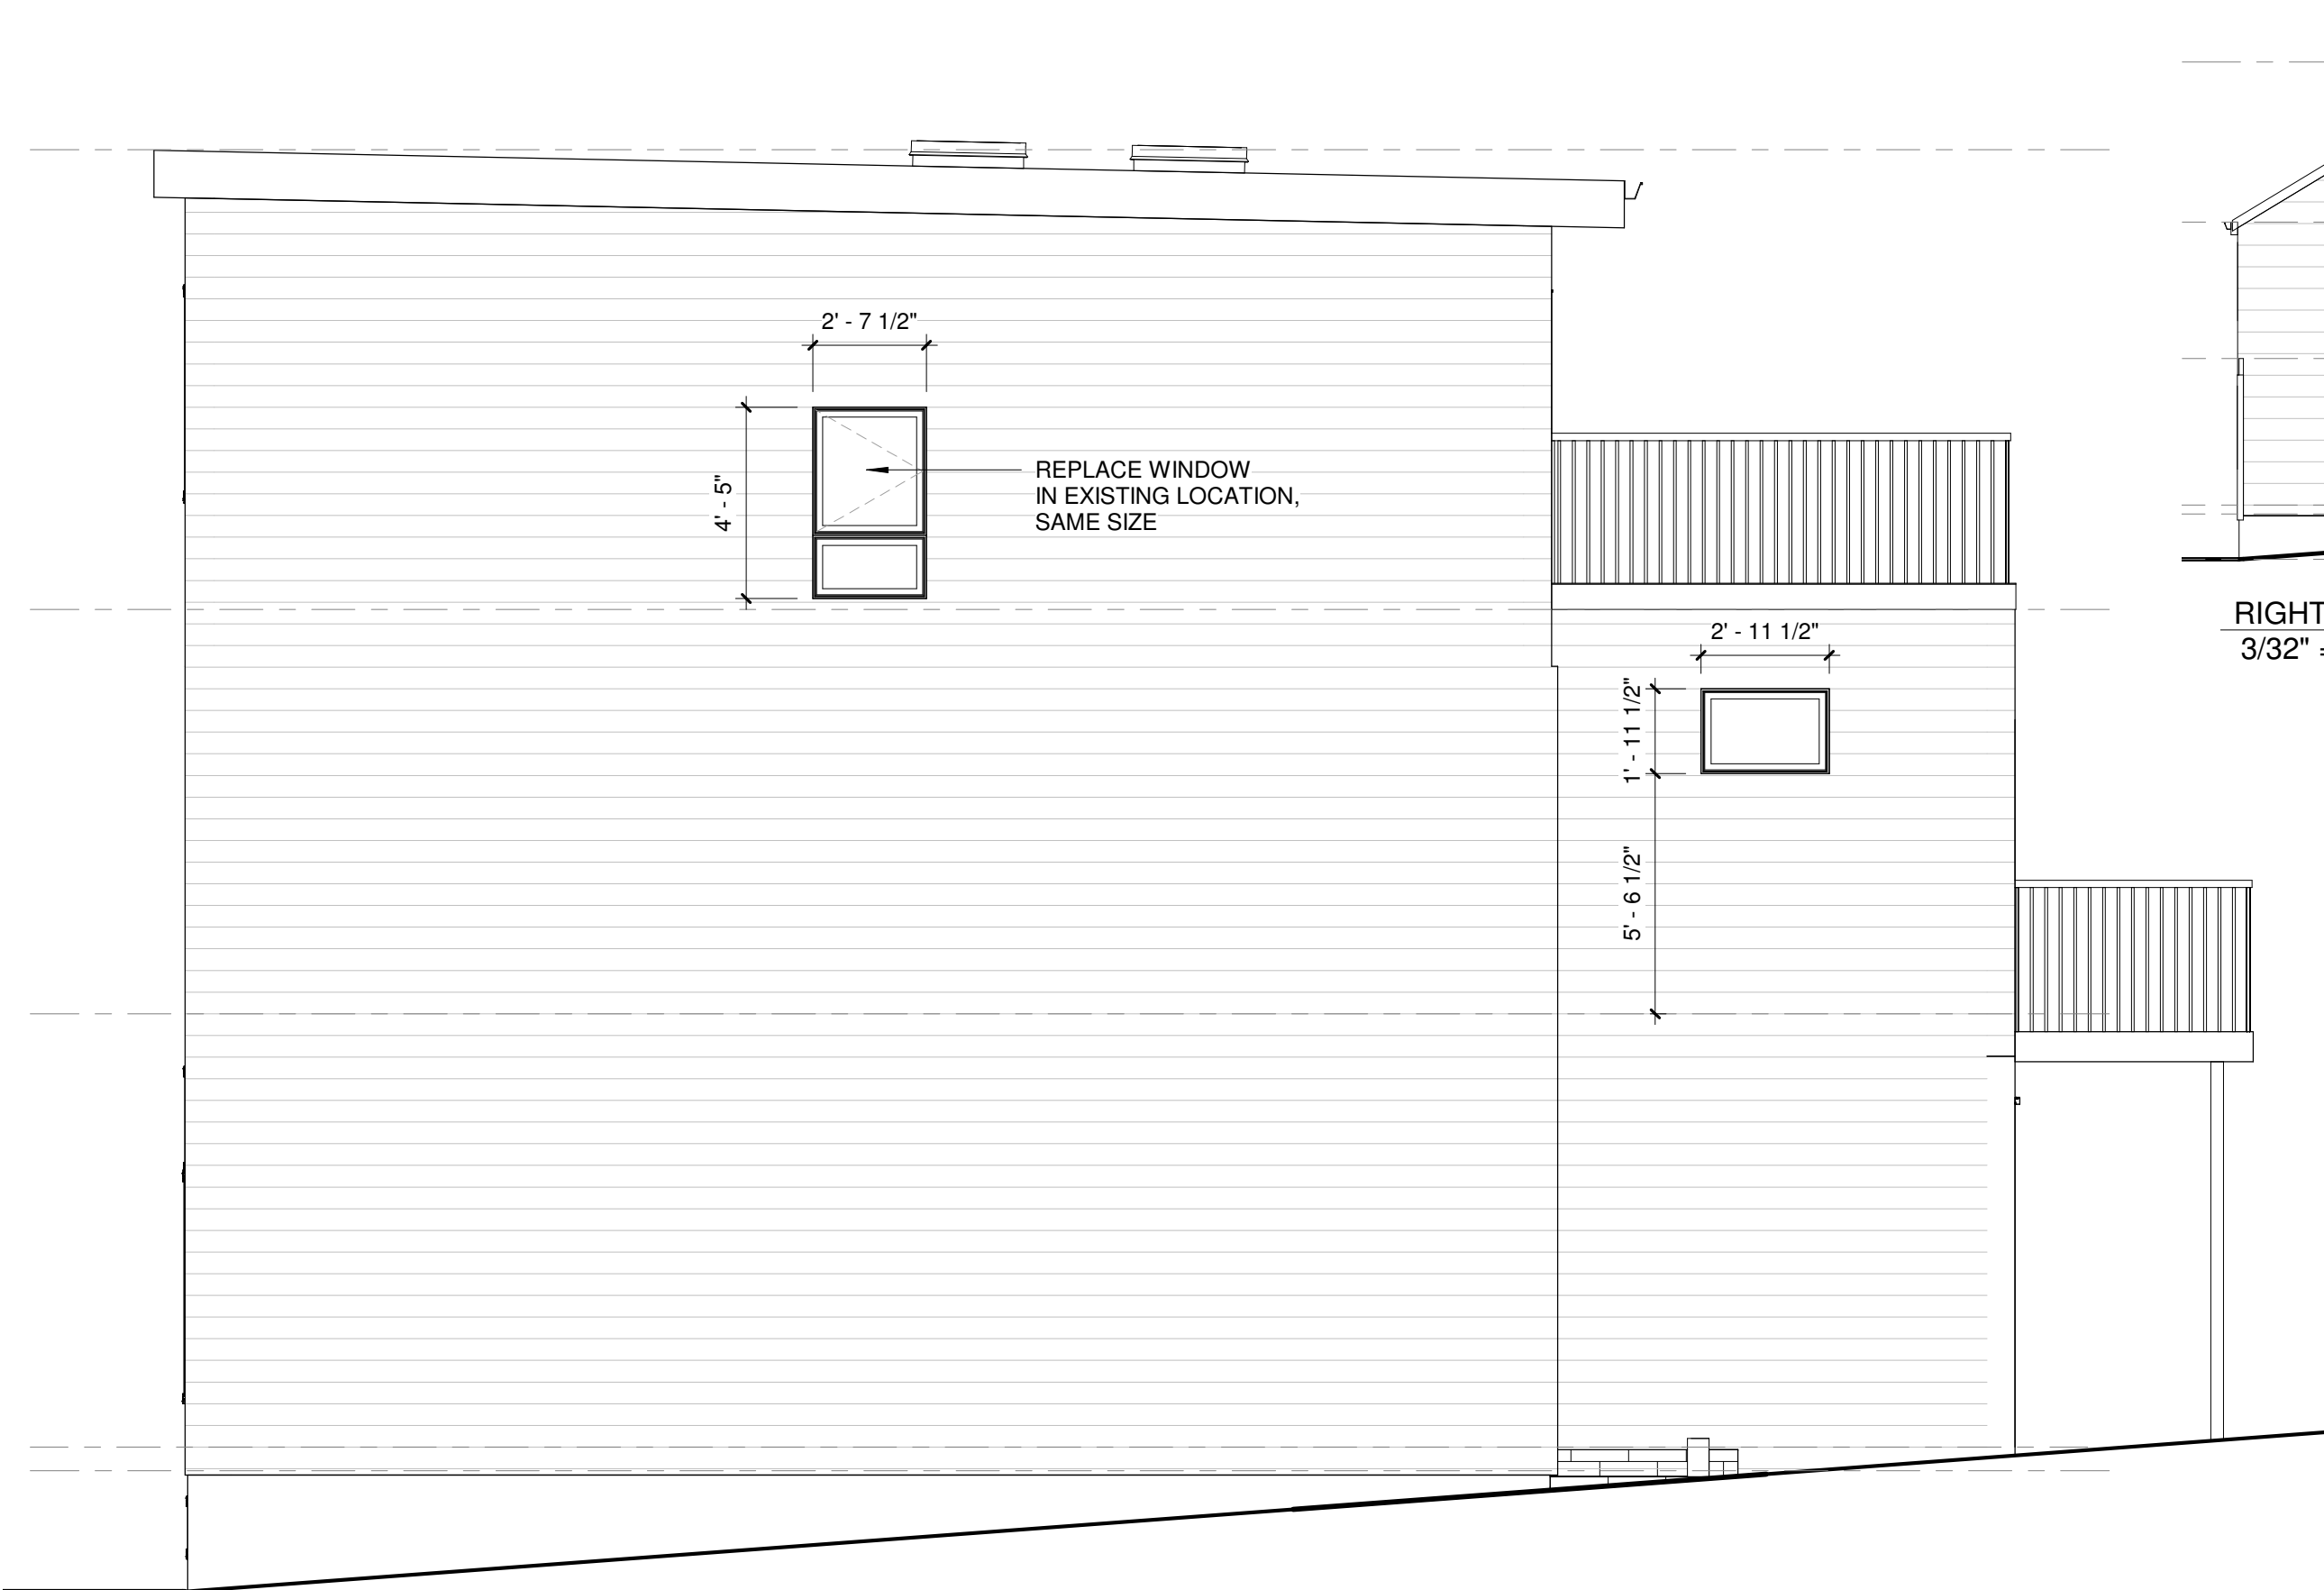 2' - 7 1/2"
4' - 5"
REPLACE WINDOW
IN EXISTING LOCATION,
SAME SIZE
2' - 11 1/2"
1' - 11 1/2"
5' - 6 1/2"
RIGHT
3/32"